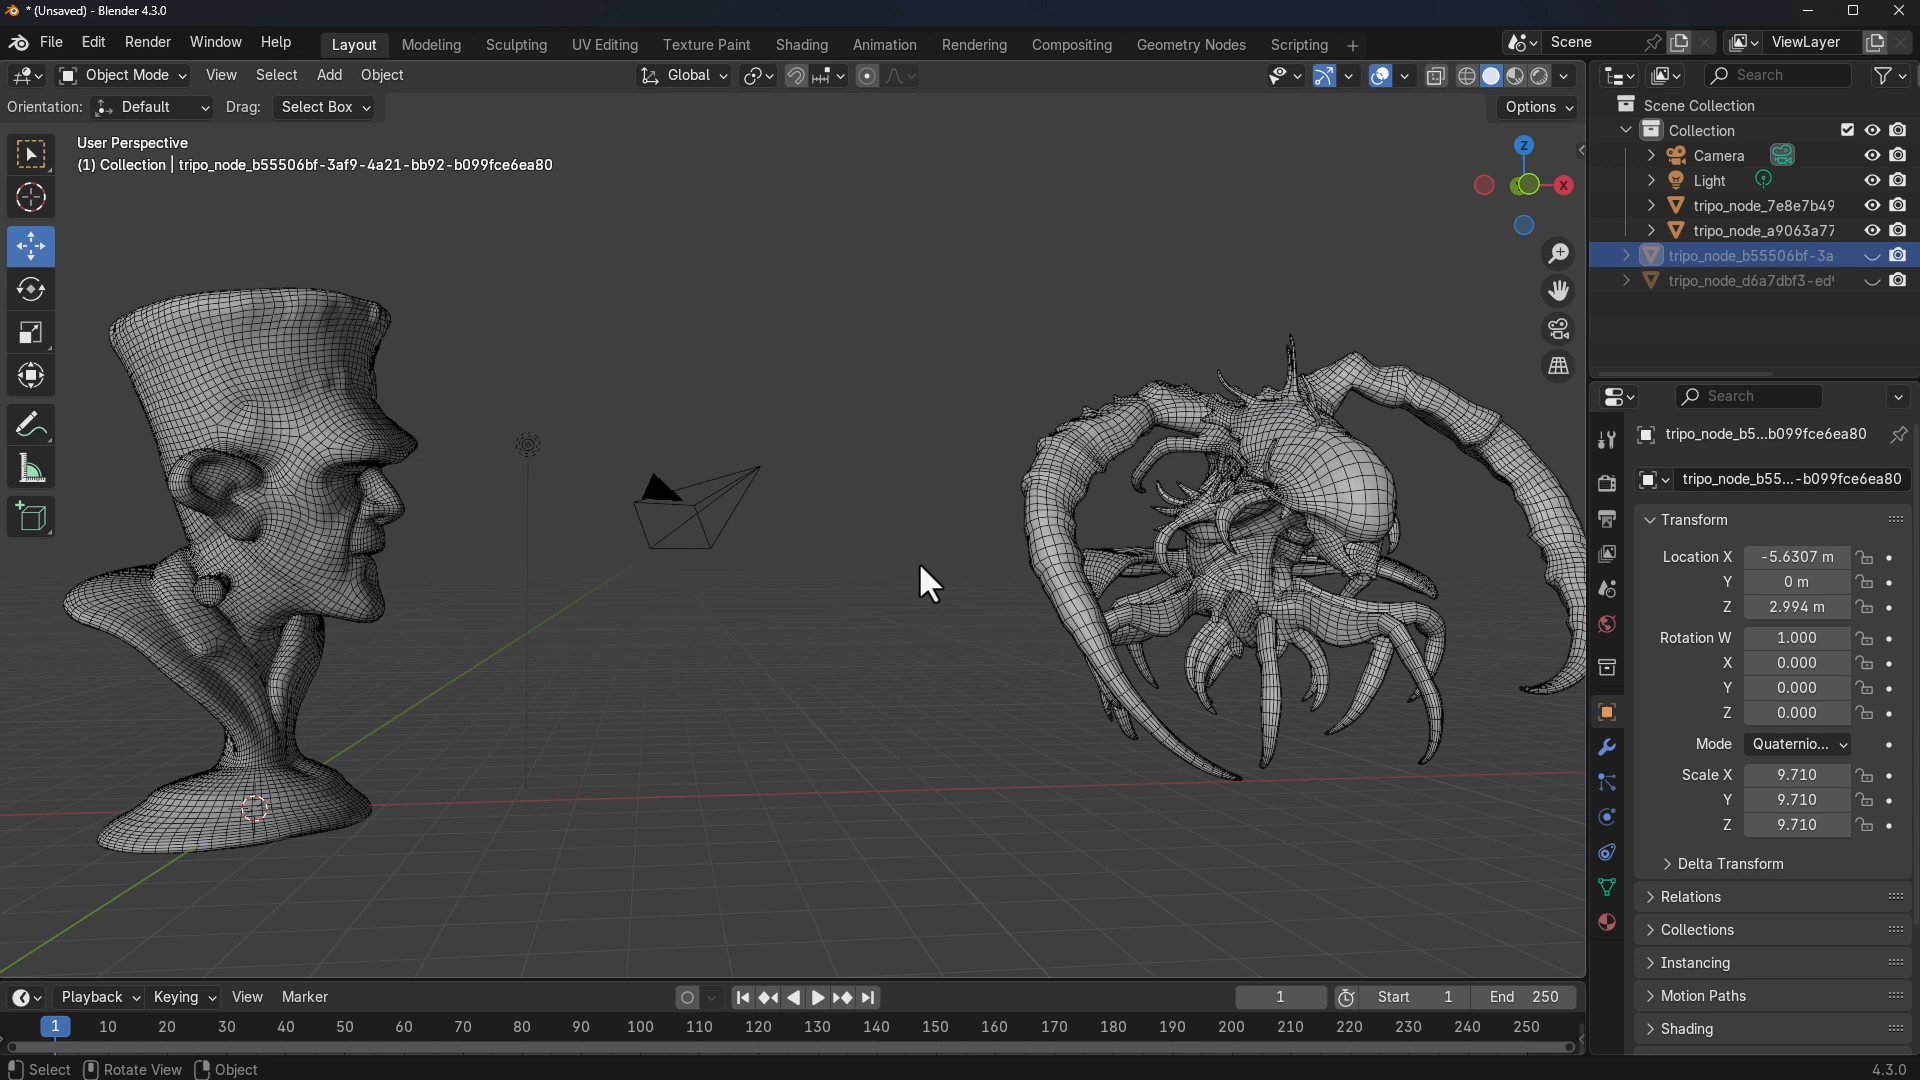 * (Unsaved) - Blender 4.3.0
File Edit Render Window Help Layout Modeling Sculpting UV Editing Texture Paint Shading Animation Rendering Compositing Geometry Nodes Scripting + Scene ViewLayer
Object Mode View Select Add Object Global Search
Orientation: Default Drag: Select Box Options
User Perspective
(1) Collection | tripo_node_b55506bf-3af9-4a21-bb92-b099fce6ea80
Z
X
Scene Collection
Collection
Camera
Light
tripo_node_7e8e7b49
tripo_node_a9063a77
tripo_node_b55506bf-3a
tripo_node_d6a7dbf3-ed
Search
tripo_node_b5...b099fce6ea80
tripo_node_b55...-b099fce6ea80
Transform
Location X -5.6307 m
Y 0 m
Z 2.994 m
Rotation W 1.000
X 0.000
Y 0.000
Z 0.000
Mode Quaternio...
Scale X 9.710
Y 9.710
Z 9.710
Delta Transform
Relations
Collections
Instancing
Motion Paths
Shading
Playback Keying View Marker 1 Start 1 End 250
1 10 20 30 40 50 60 70 80 90 100 110 120 130 140 150 160 170 180 190 200 210 220 230 240 250
Select Rotate View Object 4.3.0